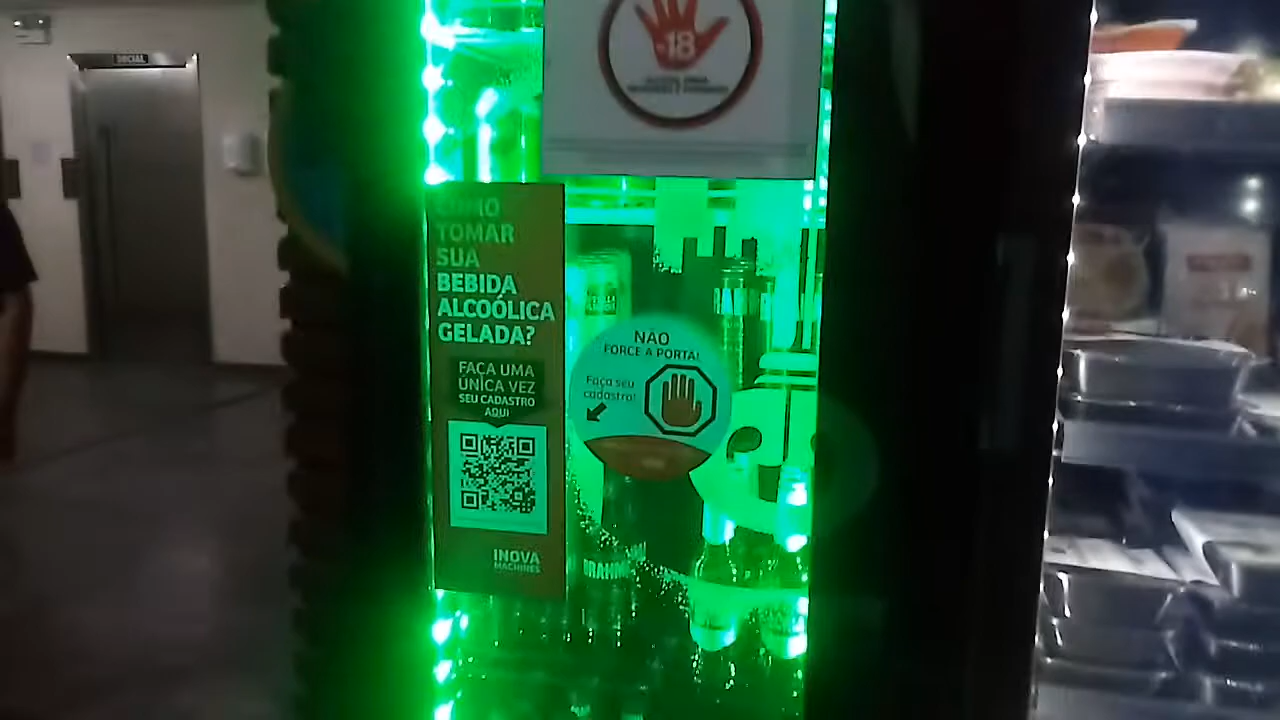 SOCIAL
-18
COMO
TOMAR
SUA
BEBIDA
ALCOÓLICA
GELADA?
FAÇA UMA
ÚNICA VEZ
SEU CADASTRO
AQUI
INOVA
MACHINES
NÃO
FORCE A PORTA!
Faça seu
cadastro!
BRAHMA